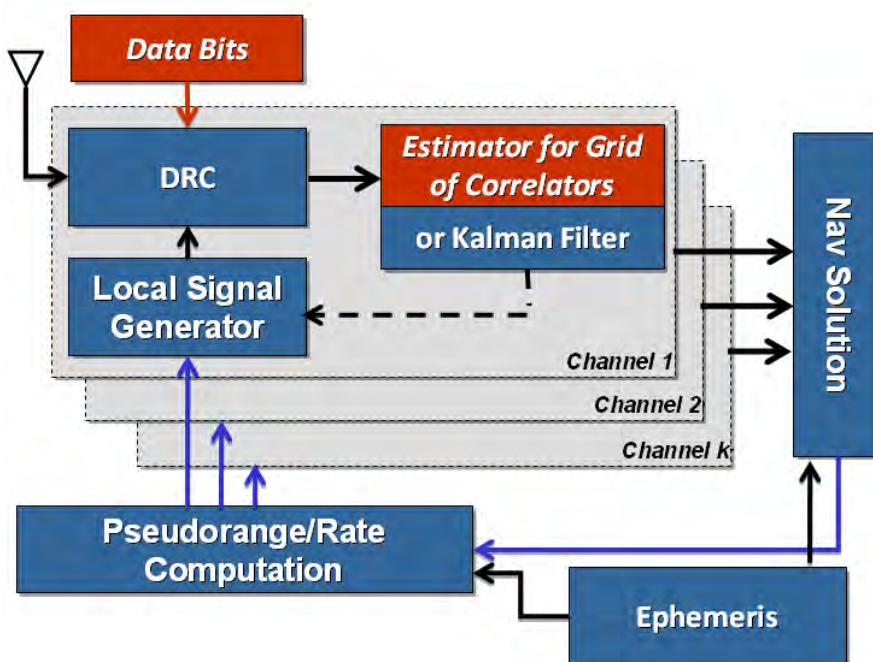 Data Bits
DRC
Estimator for Grid
of Correlators
or Kalman Filter
Local Signal
Generator
Channel 1
Channel 2
Channel k
Nav Solution
Pseudorange/Rate
Computation
Ephemeris